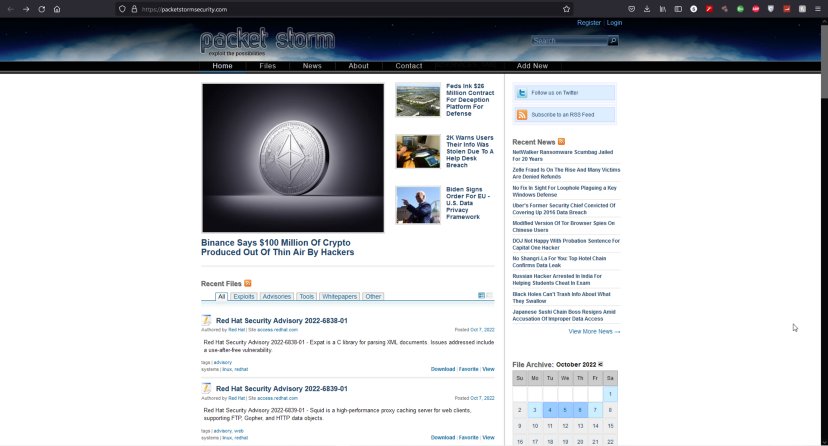 https://packetstormsecurity.com
Register | Login
packet storm
exploit the possibilities
Search
Home
Files
News
About
Contact
Add New
Feds Ink $26
Million Contract
For Deception
Platform For
Defense
2K Warns Users
Their Info Was
Stolen Due To A
Help Desk
Breach
Biden Signs
Order For EU -
U.S. Data
Privacy
Framework
Binance Says $100 Million Of Crypto
Produced Out Of Thin Air By Hackers
Recent Files
All
Exploits
Advisories
Tools
Whitepapers
Other
Red Hat Security Advisory 2022-6838-01
Authored by Red Hat | Site access.redhat.com
Posted Oct 7, 2022
Red Hat Security Advisory 2022-6838-01 - Expat is a C library for parsing XML documents. Issues addressed include
a use-after-free vulnerability.
tags | advisory
systems | linux, redhat
Download | Favorite | View
Red Hat Security Advisory 2022-6839-01
Authored by Red Hat | Site access.redhat.com
Posted Oct 7, 2022
Red Hat Security Advisory 2022-6839-01 - Squid is a high-performance proxy caching server for web clients,
supporting FTP, Gopher, and HTTP data objects.
tags | advisory, web
systems | linux, redhat
Download | Favorite | View
Follow us on Twitter
Subscribe to an RSS Feed
Recent News
NetWalker Ransomware Scumbag Jailed
For 20 Years
Zelle Fraud Is On The Rise And Many Victims
Are Denied Refunds
No Fix In Sight For Loophole Plaguing a Key
Windows Defense
Uber's Former Security Chief Convicted Of
Covering Up 2016 Data Breach
Modified Version Of Tor Browser Spies On
Chinese Users
DOJ Not Happy With Probation Sentence For
Capital One Hacker
No Shangri-La For You: Top Hotel Chain
Confirms Data Leak
Russian Hacker Arrested In India For
Helping Students Cheat In Exam
Black Holes Can't Trash Info About What
They Swallow
Japanese Sushi Chain Boss Resigns Amid
Accusation Of Improper Data Access
View More News →
File Archive: October 2022 <
Su Mo Tu We Th Fr Sa
1
2 3 4 5 6 7 8
9 10 11 12 13 14 15
16 17 18 19 20 21 22